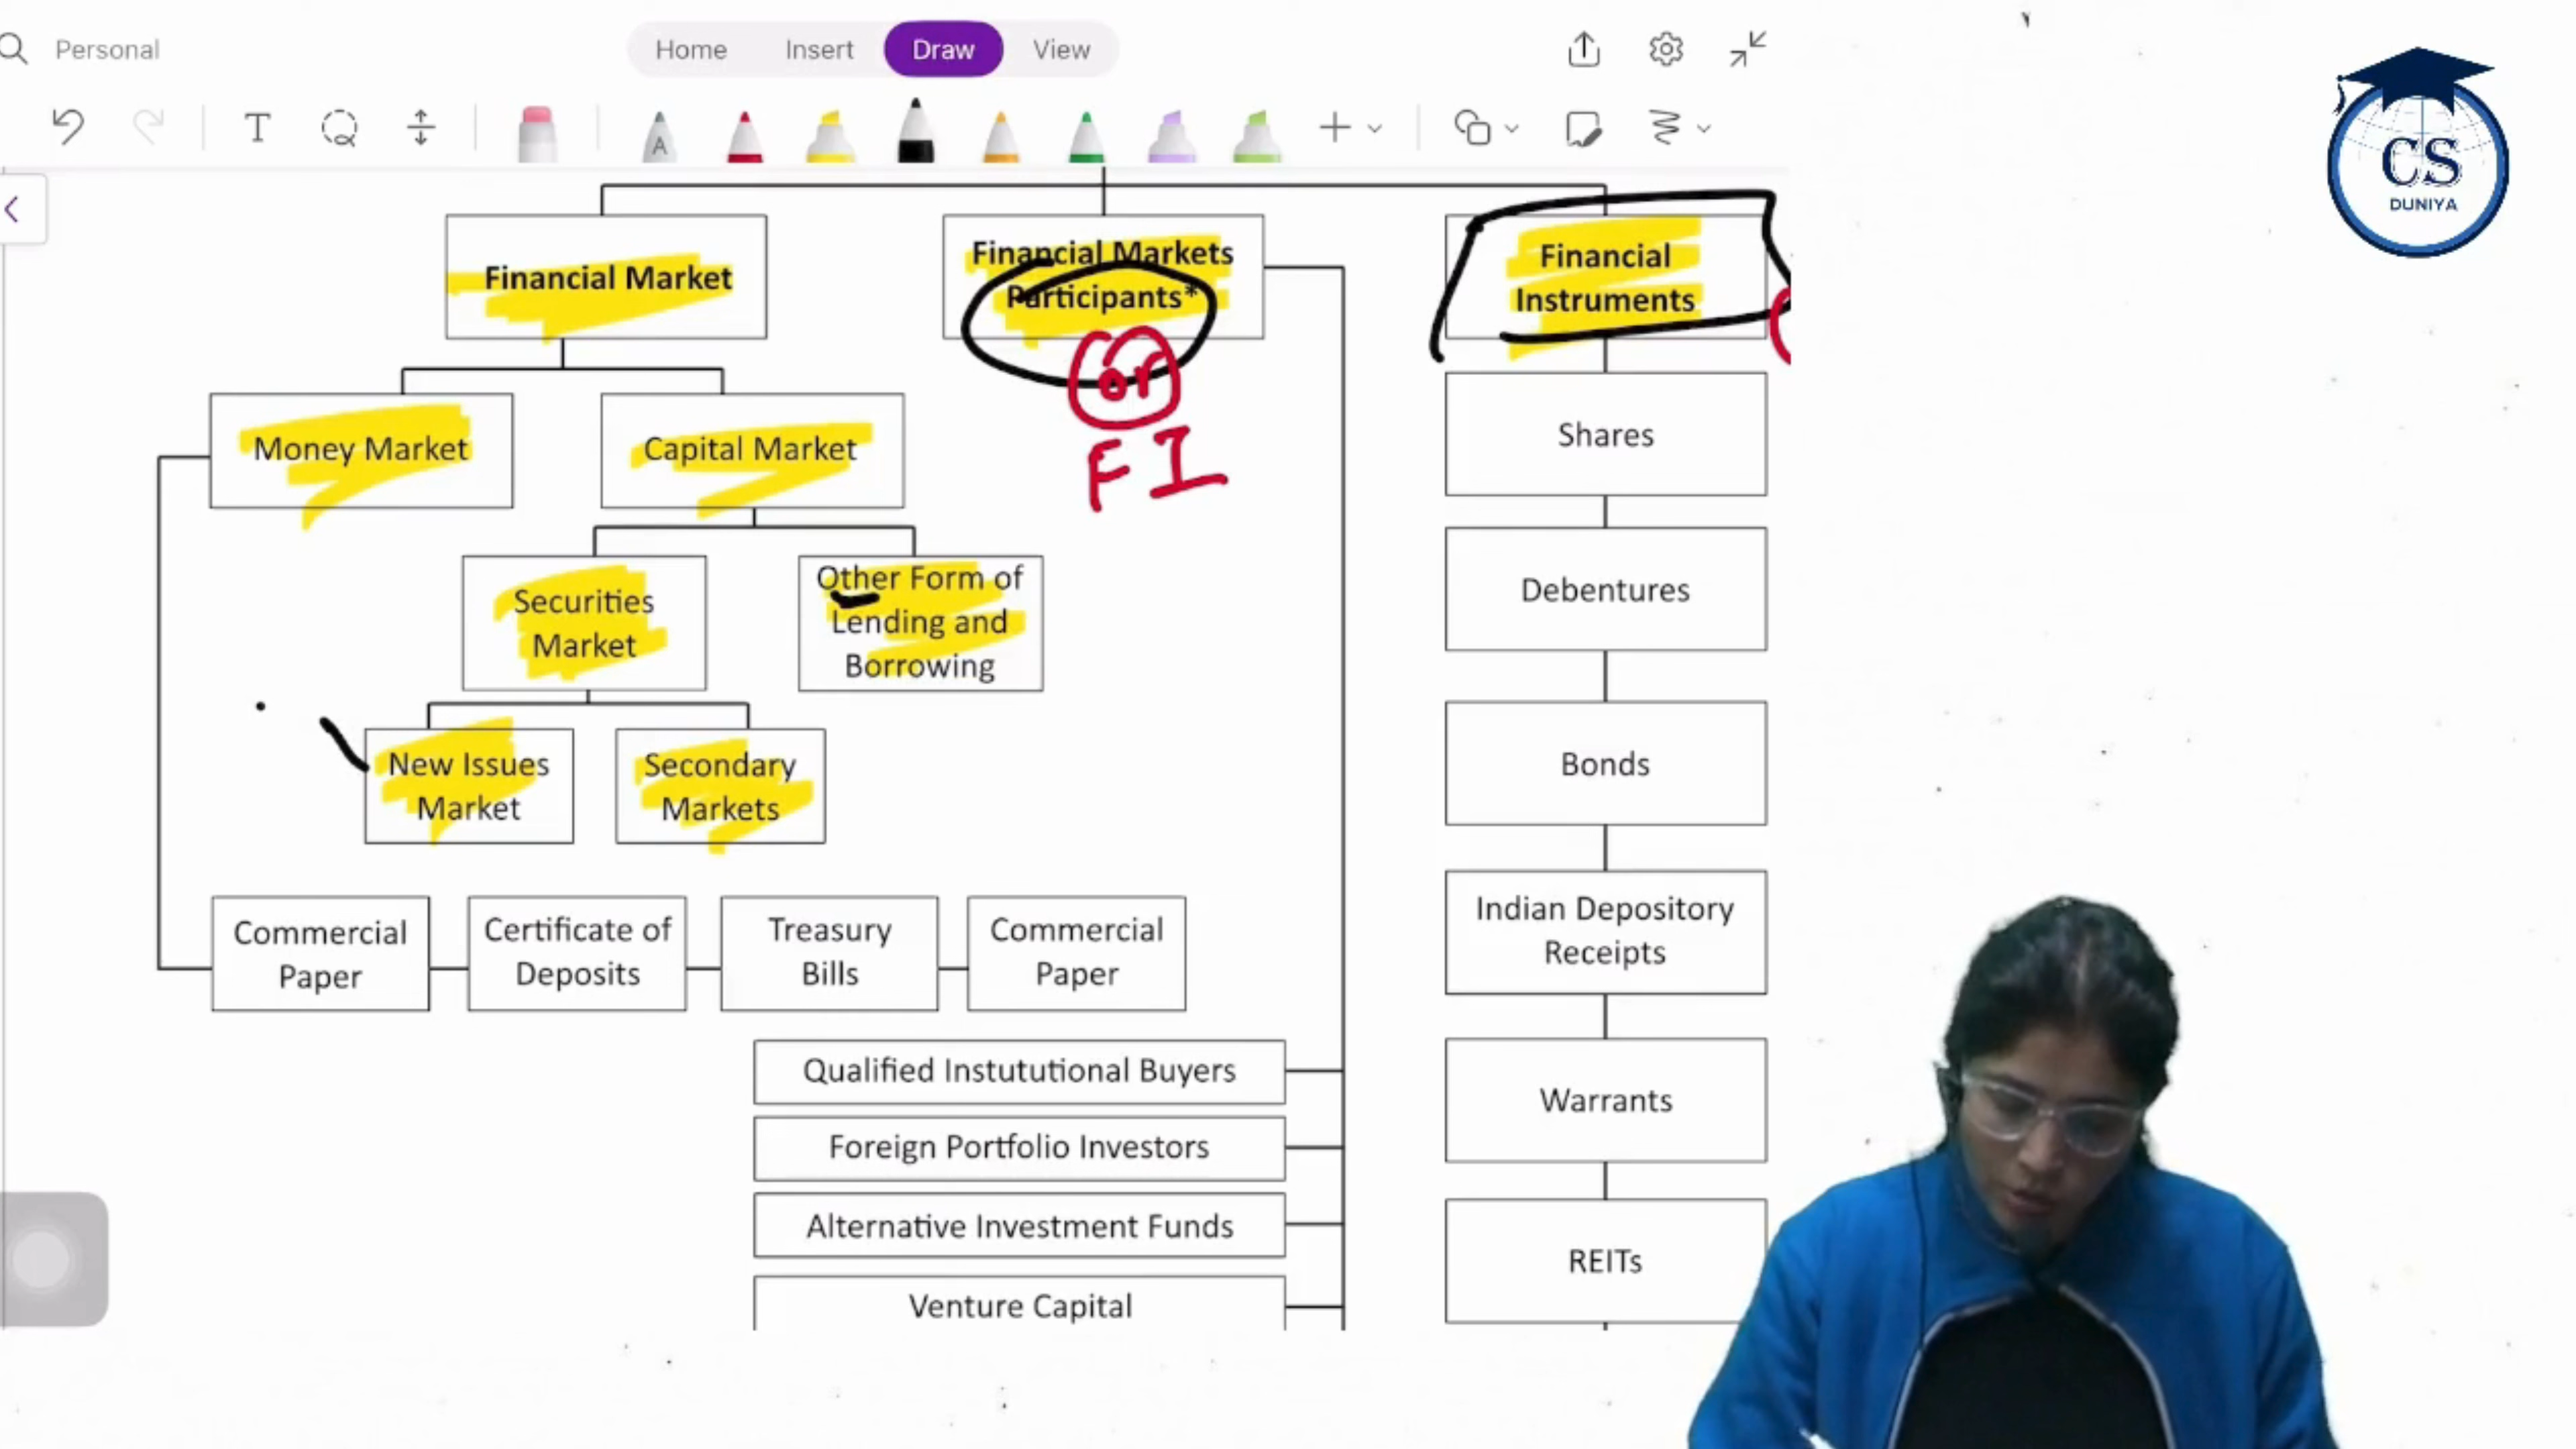 Personal
Home Insert Draw View
T
A
CS
DUNIYA
Financial Market
Financial Markets
Participants*
or
FI
Financial
Instruments
Money Market
Capital Market
Securities
Market
Other Form of
Lending and
Borrowing
New Issues
Market
Secondary
Markets
Commercial
Paper
Certificate of
Deposits
Treasury
Bills
Commercial
Paper
Qualified Instututional Buyers
Foreign Portfolio Investors
Alternative Investment Funds
Venture Capital
Shares
Debentures
Bonds
Indian Depository
Receipts
Warrants
REITs